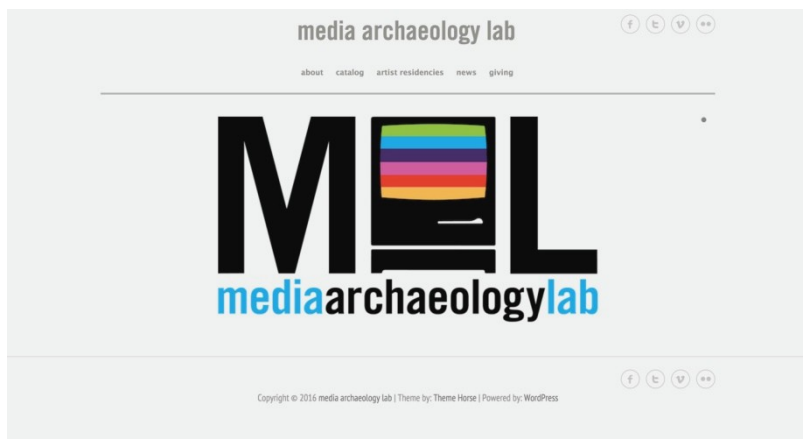 media archaeology lab
about catalog artist residencies news giving
M L
mediaarchaeologylab
Copyright © 2016 media archaeology lab | Theme by: Theme Horse | Powered by: WordPress